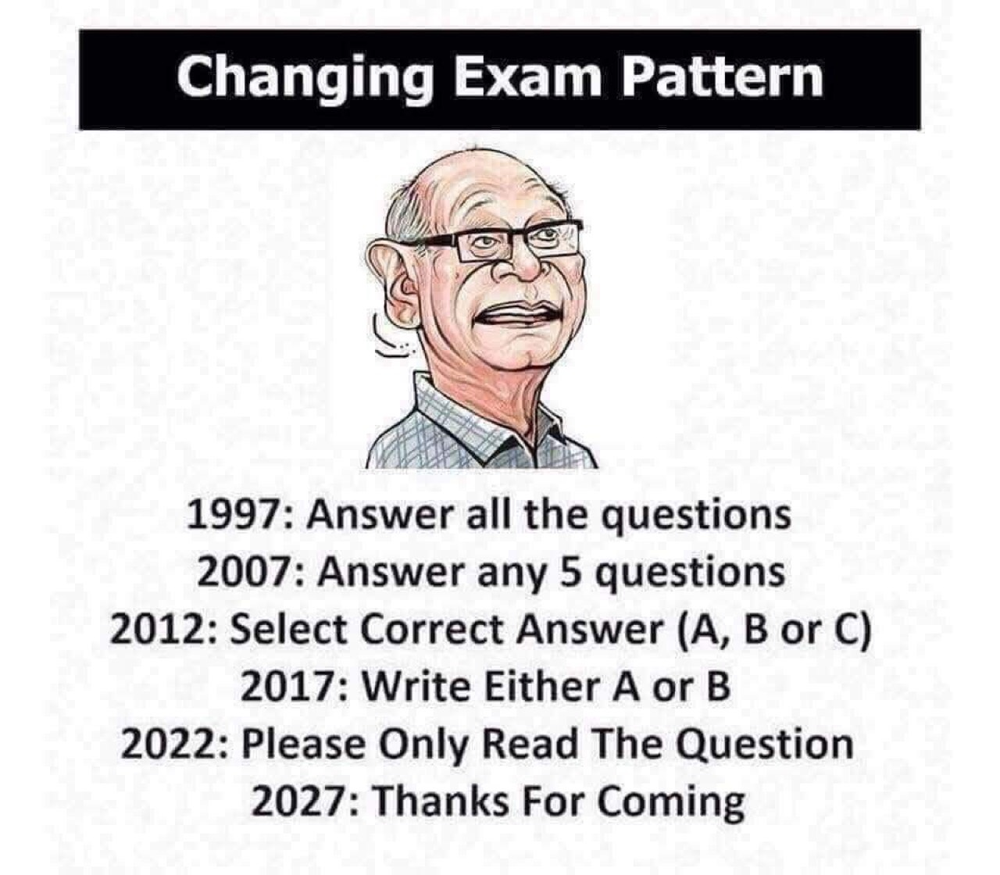 Changing Exam Pattern
1997: Answer all the questions
2007: Answer any 5 questions
2012: Select Correct Answer (A, B or C)
2017: Write Either A or B
2022: Please Only Read The Question
2027: Thanks For Coming